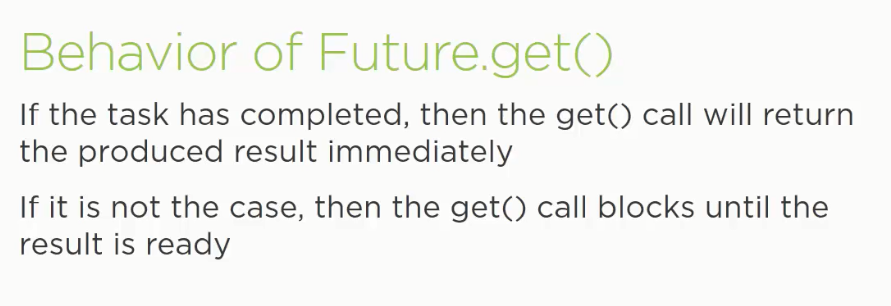 Behavior of Future.get()
If the task has completed, then the get() call will return
the produced result immediately
If it is not the case, then the get() call blocks until the
result is ready